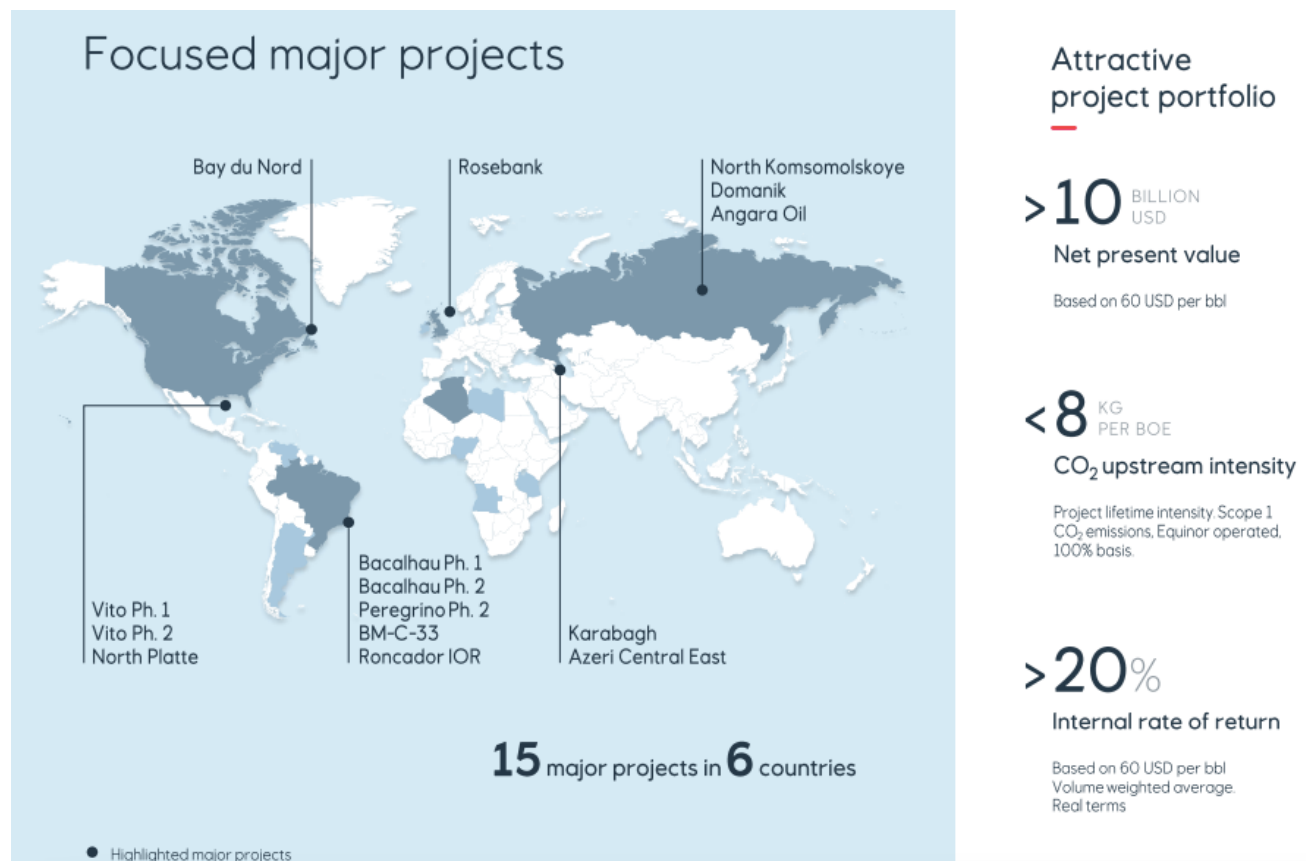 Focused major projects
Bay du Nord
Rosebank
North Komsomolskoye
Domanik
Angara Oil
Vito Ph. 1
Vito Ph. 2
North Platte
Bacalhau Ph. 1
Bacalhau Ph. 2
Peregrino Ph. 2
BM-C-33
Roncador IOR
Karabagh
Azeri Central East
15 major projects in 6 countries
Highlighted major projects
Attractive
project portfolio
>10 BILLION
USD
Net present value
Based on 60 USD per bbl
<8 KG
PER BOE
CO₂ upstream intensity
Project lifetime intensity. Scope 1
CO₂ emissions, Equinor operated,
100% basis.
>20%
Internal rate of return
Based on 60 USD per bbl
Volume weighted average.
Real terms